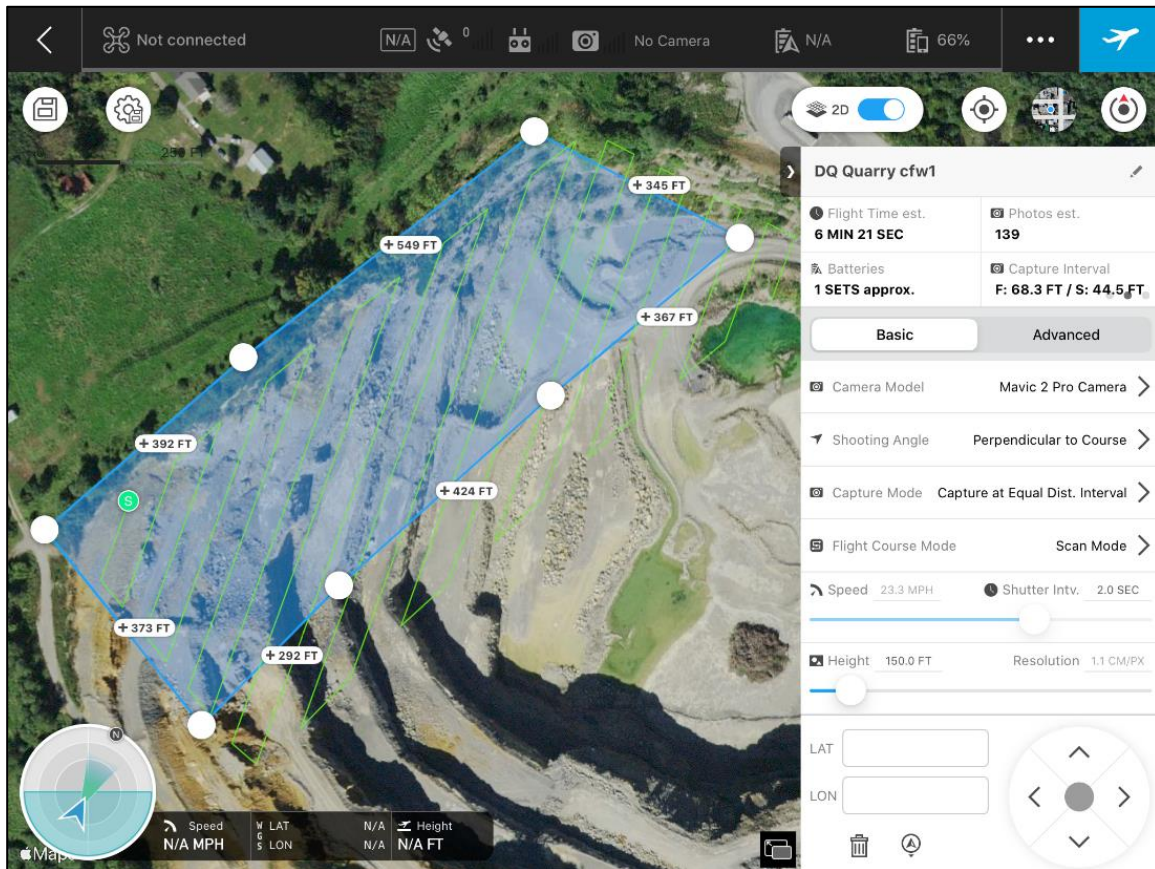 Not connected
N/A
0
No Camera
N/A
66%
2D
250 FT
DQ Quarry cfw1
+ 345 FT
+ 549 FT
Flight Time est.
6 MIN 21 SEC
Photos est.
139
Batteries
1 SETS approx.
Capture Interval
F: 68.3 FT / S: 44.5 FT
+ 367 FT
Basic
Advanced
Camera Model
Mavic 2 Pro Camera
+ 392 FT
Shooting Angle
Perpendicular to Course
+ 424 FT
Capture Mode
Capture at Equal Dist. Interval
S
Flight Course Mode
Scan Mode
Speed 23.3 MPH
Shutter Intv. 2.0 SEC
+ 373 FT
+ 292 FT
Height 150.0 FT
Resolution 1.1 CM/PX
N
LAT
LON
Speed
N/A MPH
WGS
LAT N/A
LON N/A
Height
N/A FT
Maps